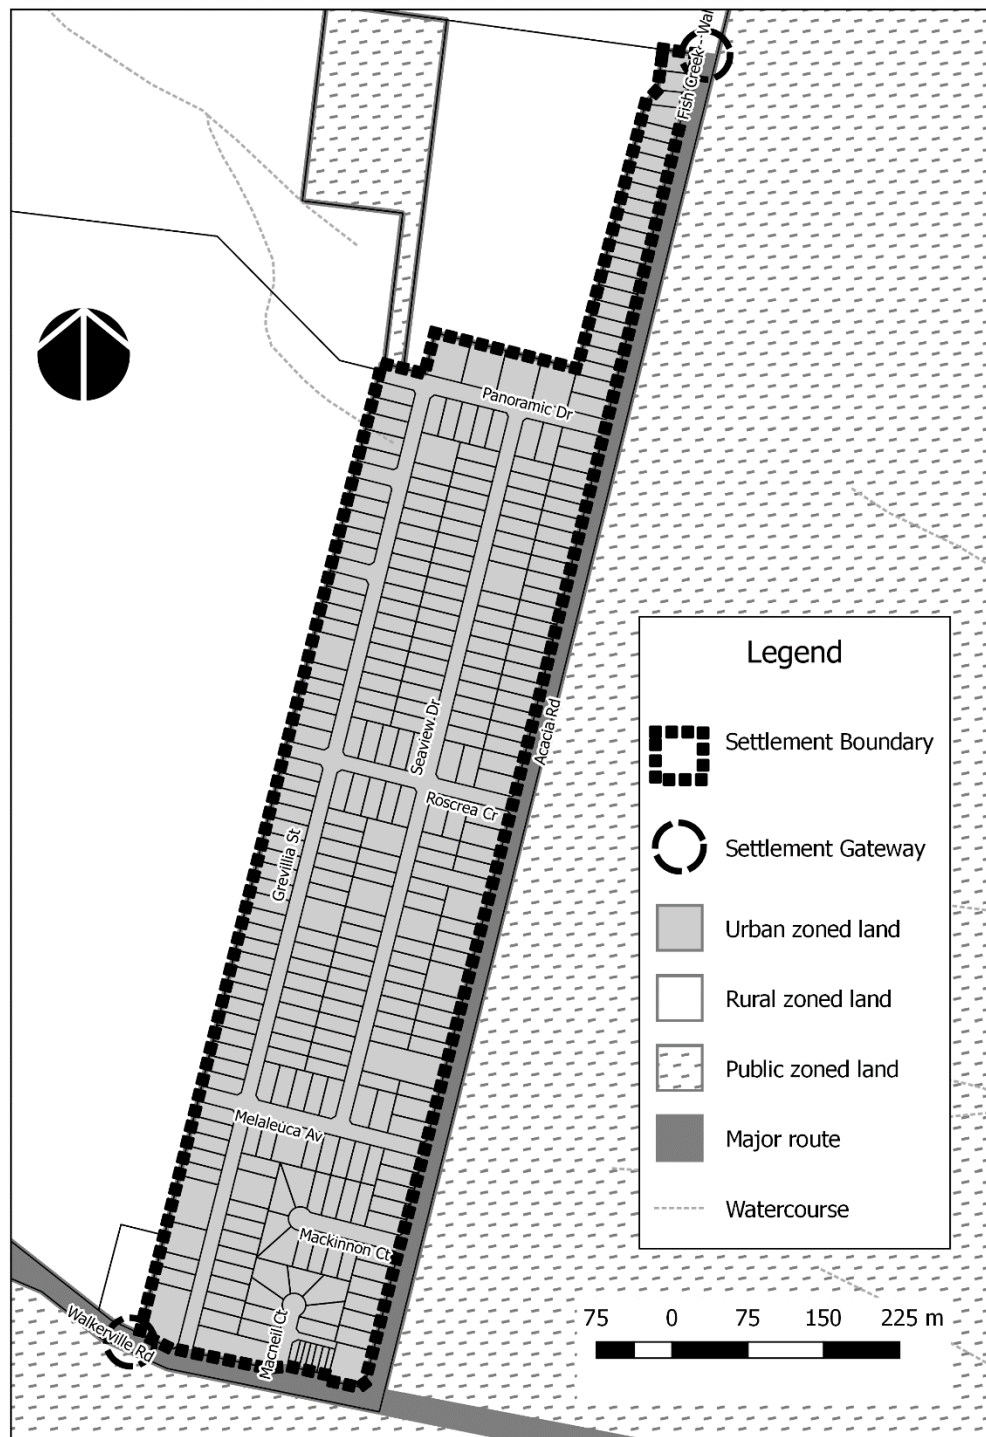 Fish Creek - Wal
Panoramic Dr
Seaview Dr
Acacia Rd
Roscrea Cr
Grevillia St
Melaleuca Av
Mackinnon Ct
Macneil Ct
Walkerville Rd
Legend
Settlement Boundary
Settlement Gateway
Urban zoned land
Rural zoned land
Public zoned land
Major route
Watercourse
75 0 75 150 225 m